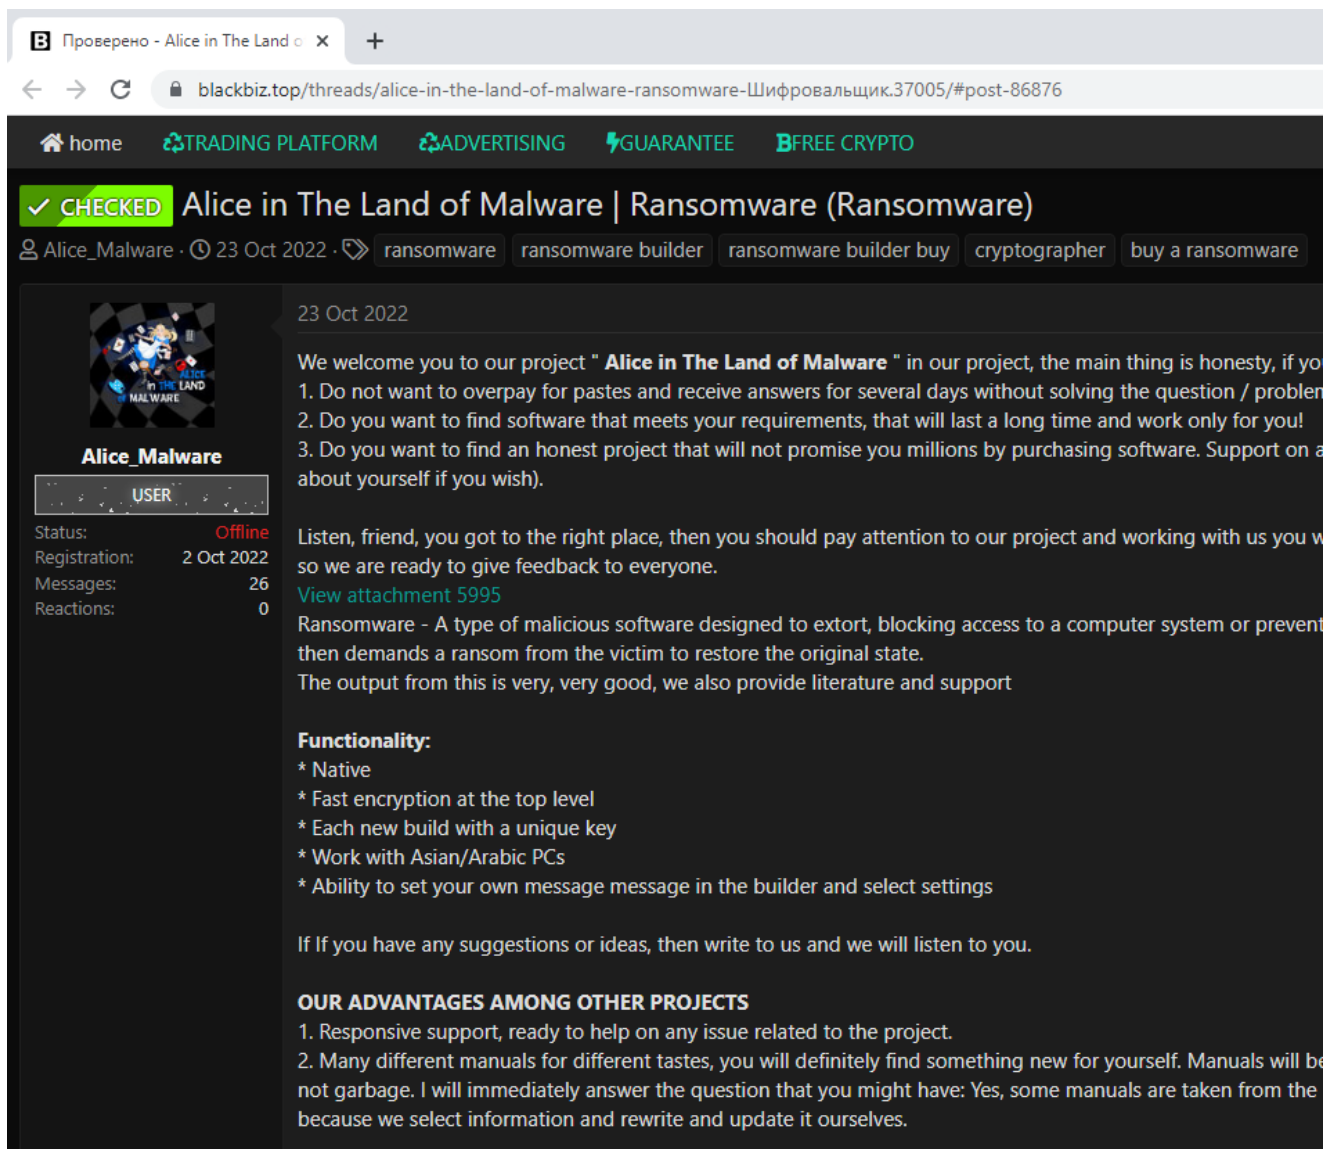 Проверено - Alice in The Land o
blackbiz.top/threads/alice-in-the-land-of-malware-ransomware-Шифровальщик.37005/#post-86876
home TRADING PLATFORM ADVERTISING GUARANTEE FREE CRYPTO
CHECKED Alice in The Land of Malware | Ransomware (Ransomware)
Alice_Malware · 23 Oct 2022 · ransomware ransomware builder ransomware builder buy cryptographer buy a ransomware
ALICE
in THE LAND
of MALWARE
Alice_Malware
USER
Status: Offline
Registration: 2 Oct 2022
Messages: 26
Reactions: 0
23 Oct 2022
We welcome you to our project " Alice in The Land of Malware " in our project, the main thing is honesty, if yo
1. Do not want to overpay for pastes and receive answers for several days without solving the question / problem
2. Do you want to find software that meets your requirements, that will last a long time and work only for you!
3. Do you want to find an honest project that will not promise you millions by purchasing software. Support on a
about yourself if you wish).
Listen, friend, you got to the right place, then you should pay attention to our project and working with us you w
so we are ready to give feedback to everyone.
View attachment 5995
Ransomware - A type of malicious software designed to extort, blocking access to a computer system or prevent
then demands a ransom from the victim to restore the original state.
The output from this is very, very good, we also provide literature and support
Functionality:
* Native
* Fast encryption at the top level
* Each new build with a unique key
* Work with Asian/Arabic PCs
* Ability to set your own message message in the builder and select settings
If If you have any suggestions or ideas, then write to us and we will listen to you.
OUR ADVANTAGES AMONG OTHER PROJECTS
1. Responsive support, ready to help on any issue related to the project.
2. Many different manuals for different tastes, you will definitely find something new for yourself. Manuals will be
not garbage. I will immediately answer the question that you might have: Yes, some manuals are taken from the
because we select information and rewrite and update it ourselves.